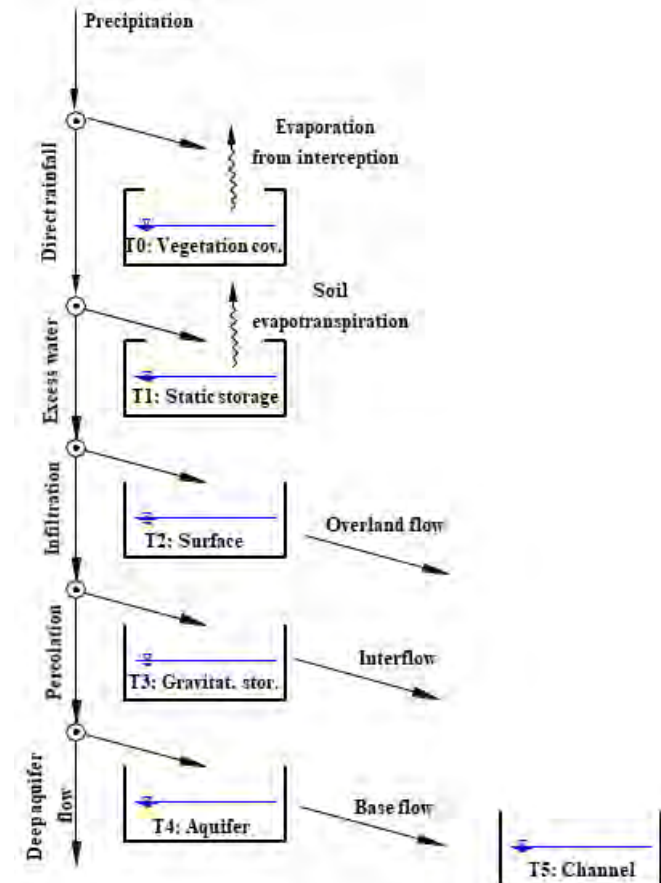 Precipitation
Evaporation
from interception
Direct rainfall
T0: Vegetation cov.
Soil
evapotranspiration
Excess water
T1: Static storage
Infiltration
Overland flow
T2: Surface
Percolation
Interflow
T3: Gravitat. stor.
Deep aquifer
flow
Base flow
T4: Aquifer
T5: Channel